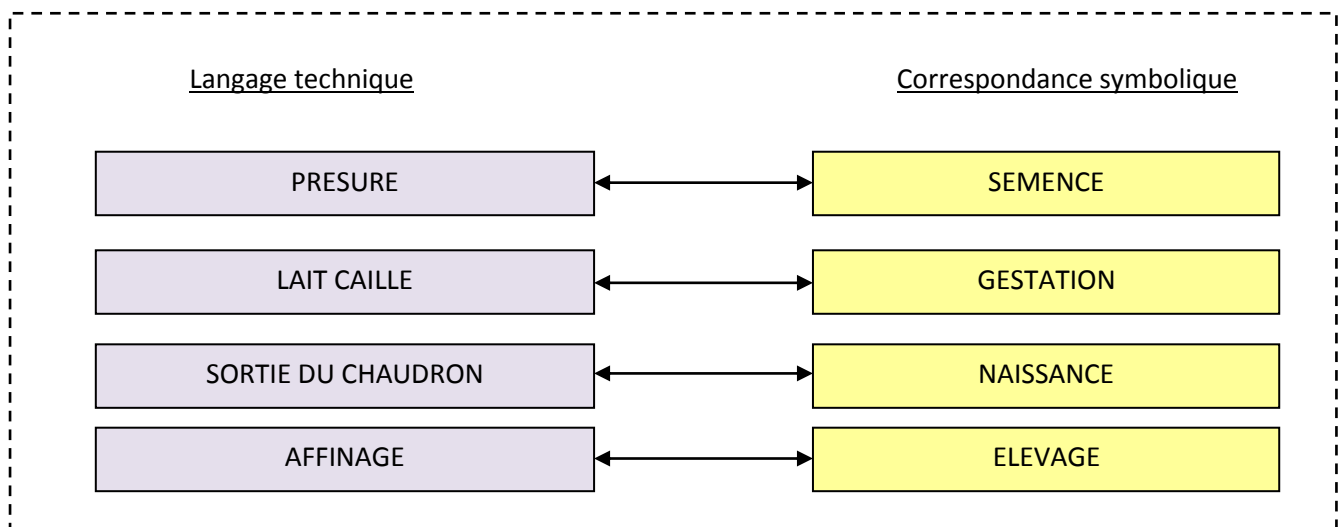 Langage technique Correspondance symbolique
PRESURE SEMENCE
LAIT CAILLE GESTATION
SORTIE DU CHAUDRON NAISSANCE
AFFINAGE ELEVAGE